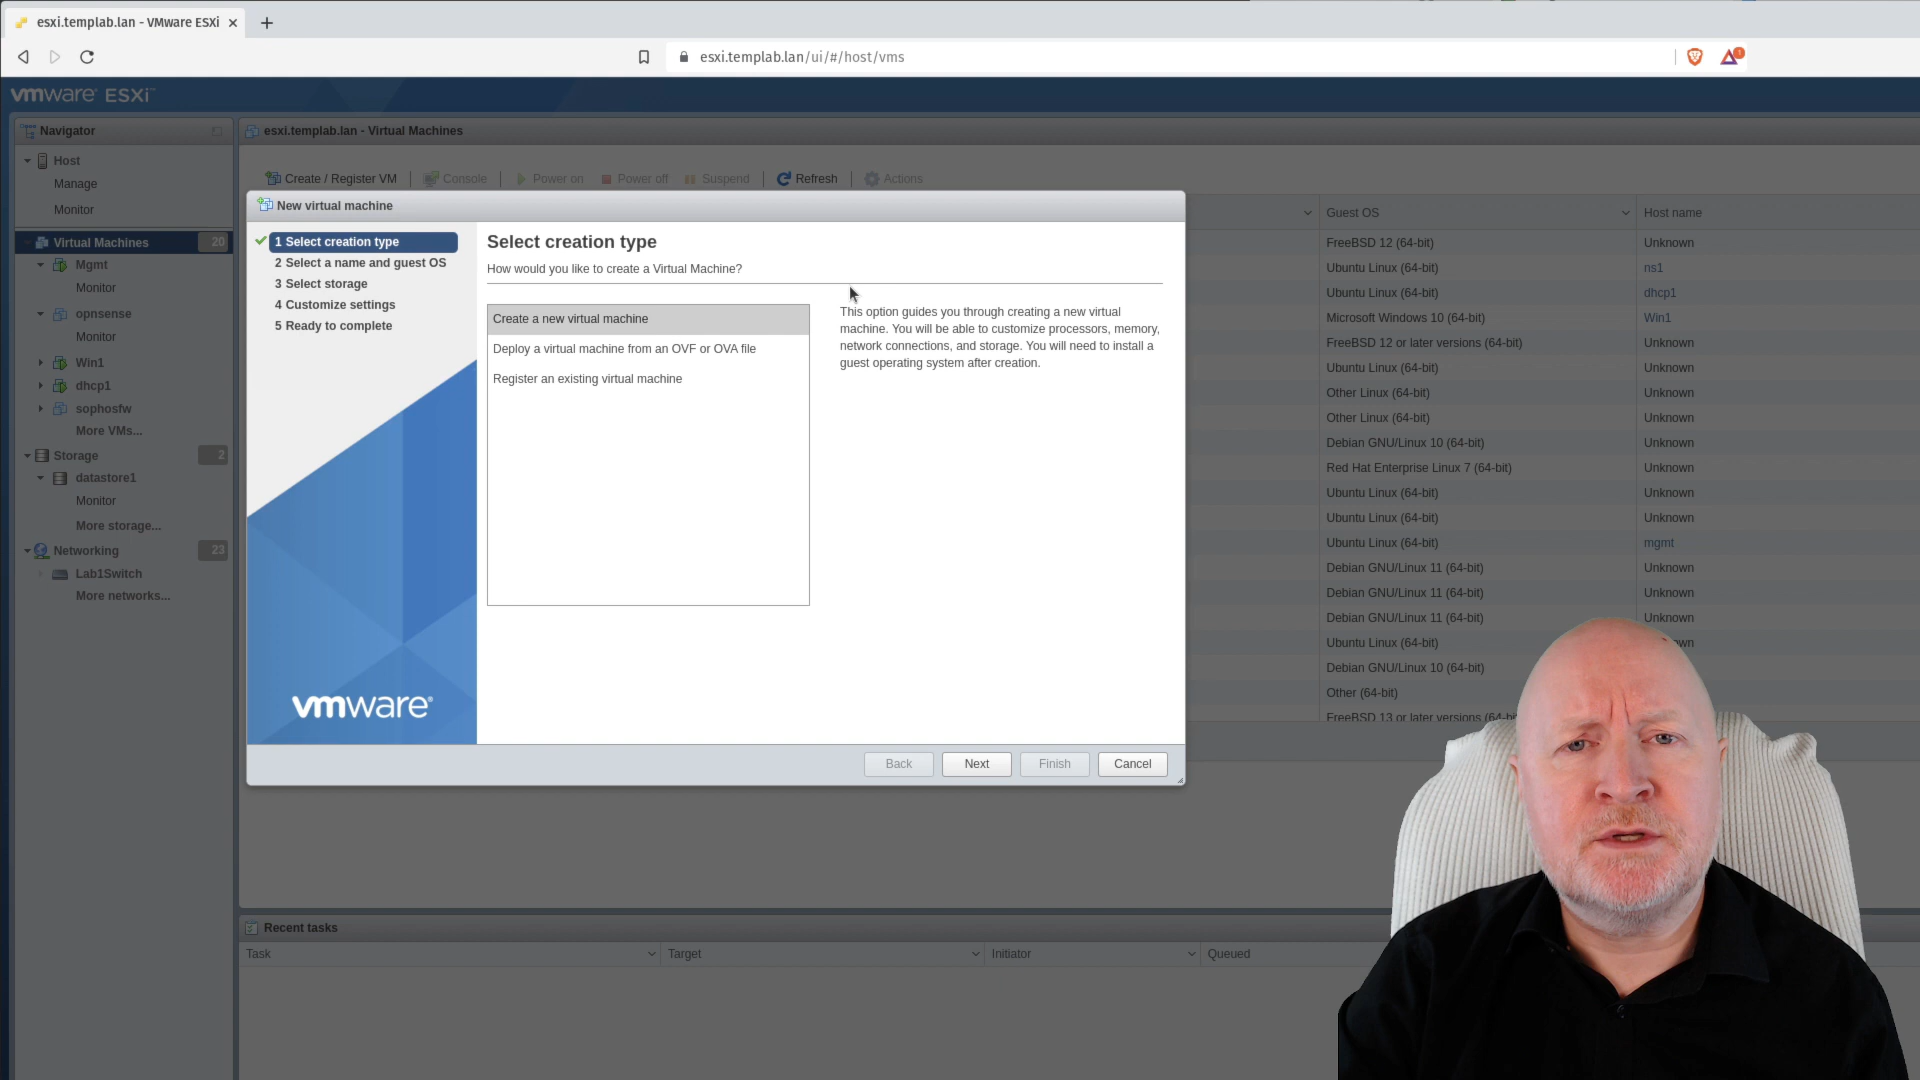 esxi.templab.lan - VMware ESXi
esxi.templab.lan/ui/#/host/vms
1
vmware ESXi™
Navigator
Host
Manage
Monitor
Virtual Machines 20
Mgmt
Monitor
opnsense
Monitor
Win1
dhcp1
sophosfw
More VMs...
Storage 2
datastore1
Monitor
More storage...
Networking 23
Lab1Switch
More networks...
esxi.templab.lan - Virtual Machines
Create / Register VM Console Power on Power off Suspend Refresh Actions
New virtual machine
1 Select creation type
2 Select a name and guest OS
3 Select storage
4 Customize settings
5 Ready to complete
vmware®
Select creation type
How would you like to create a Virtual Machine?
Create a new virtual machine
Deploy a virtual machine from an OVF or OVA file
Register an existing virtual machine
This option guides you through creating a new virtual
machine. You will be able to customize processors, memory,
network connections, and storage. You will need to install a
guest operating system after creation.
Back Next Finish Cancel
Guest OS Host name
FreeBSD 12 (64-bit) Unknown
Ubuntu Linux (64-bit) ns1
Ubuntu Linux (64-bit) dhcp1
Microsoft Windows 10 (64-bit) Win1
FreeBSD 12 or later versions (64-bit) Unknown
Ubuntu Linux (64-bit) Unknown
Other Linux (64-bit) Unknown
Other Linux (64-bit) Unknown
Debian GNU/Linux 10 (64-bit) Unknown
Red Hat Enterprise Linux 7 (64-bit) Unknown
Ubuntu Linux (64-bit) Unknown
Ubuntu Linux (64-bit) Unknown
Ubuntu Linux (64-bit) mgmt
Debian GNU/Linux 11 (64-bit) Unknown
Debian GNU/Linux 11 (64-bit) Unknown
Debian GNU/Linux 11 (64-bit) Unknown
Ubuntu Linux (64-bit)
Debian GNU/Linux 10 (64-bit)
Other (64-bit)
FreeBSD 13 or later versions
Recent tasks
Task Target Initiator Queued